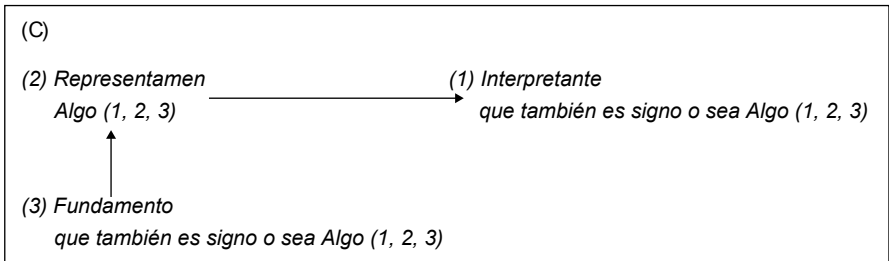 (C)
(2) Representamen
Algo (1, 2, 3)
(1) Interpretante
que también es signo o sea Algo (1, 2, 3)
(3) Fundamento
que también es signo o sea Algo (1, 2, 3)